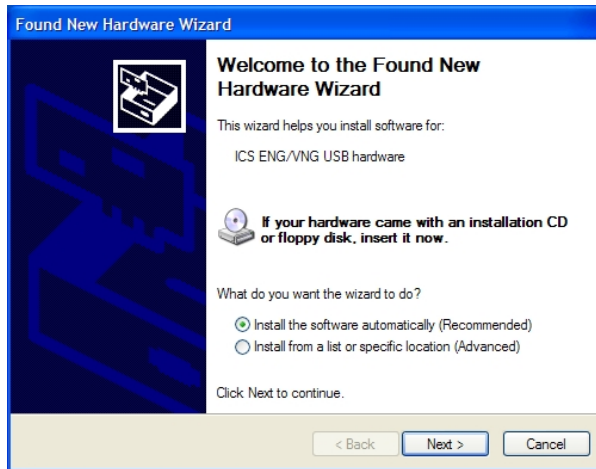 Found New Hardware Wizard
Welcome to the Found New
Hardware Wizard
This wizard helps you install software for:
ICS ENG/VNG USB hardware
If your hardware came with an installation CD
or floppy disk, insert it now.
What do you want the wizard to do?
Install the software automatically (Recommended)
Install from a list or specific location (Advanced)
Click Next to continue.
< Back Next > Cancel